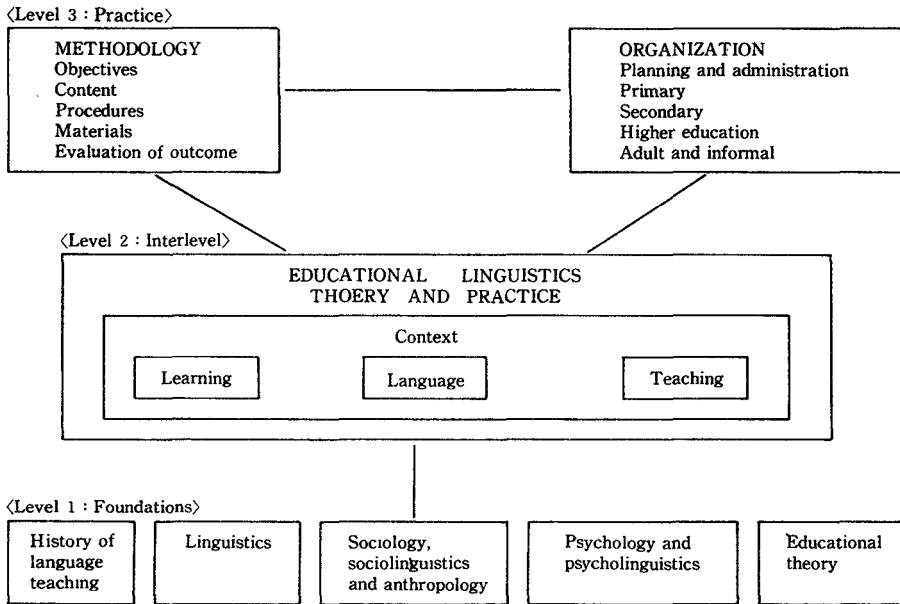 〈Level 3 : Practice〉
METHODOLOGY
Objectives
Content
Procedures
Materials
Evaluation of outcome
ORGANIZATION
Planning and administration
Primary
Secondary
Higher education
Adult and informal
〈Level 2 : Interlevel〉
EDUCATIONAL LINGUISTICS
THOERY AND PRACTICE
Context
Learning
Language
Teaching
〈Level 1 : Foundations〉
History of
language
teaching
Linguistics
Sociology,
sociolinguistics
and anthropology
Psychology and
psycholinguistics
Educational
theory